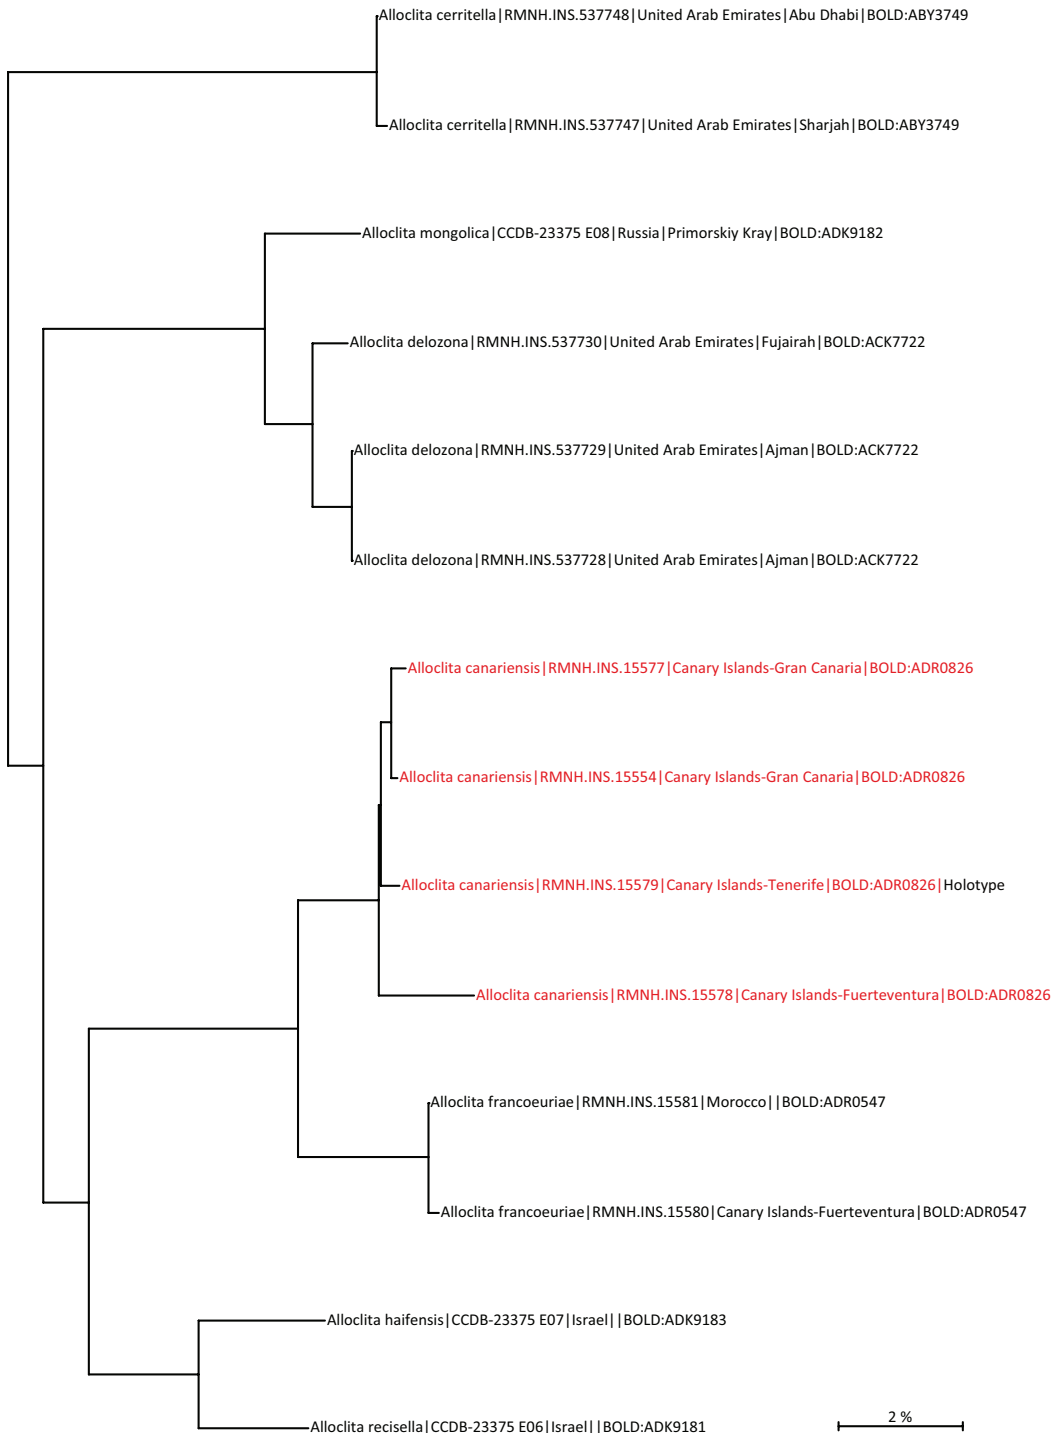 Alloclita cerritella|RMNH.INS.537748|United Arab Emirates|Abu Dhabi|BOLD:ABY3749
Alloclita cerritella|RMNH.INS.537747|United Arab Emirates|Sharjah|BOLD:ABY3749
Alloclita mongolica|CCDB-23375 E08|Russia|Primorskiy Kray|BOLD:ADK9182
Alloclita delozona|RMNH.INS.537730|United Arab Emirates|Fujairah|BOLD:ACK7722
Alloclita delozona|RMNH.INS.537729|United Arab Emirates|Ajman|BOLD:ACK7722
Alloclita delozona|RMNH.INS.537728|United Arab Emirates|Ajman|BOLD:ACK7722
Alloclita canariensis|RMNH.INS.15577|Canary Islands-Gran Canaria|BOLD:ADR0826
Alloclita canariensis|RMNH.INS.15554|Canary Islands-Gran Canaria|BOLD:ADR0826
Alloclita canariensis|RMNH.INS.15579|Canary Islands-Tenerife|BOLD:ADR0826|Holotype
Alloclita canariensis|RMNH.INS.15578|Canary Islands-Fuerteventura|BOLD:ADR0826
Alloclita francoeuriae|RMNH.INS.15581|Morocco||BOLD:ADR0547
Alloclita francoeuriae|RMNH.INS.15580|Canary Islands-Fuerteventura|BOLD:ADR0547
Alloclita haifensis|CCDB-23375 E07|Israel||BOLD:ADK9183
Alloclita recisella|CCDB-23375 E06|Israel||BOLD:ADK9181
2 %